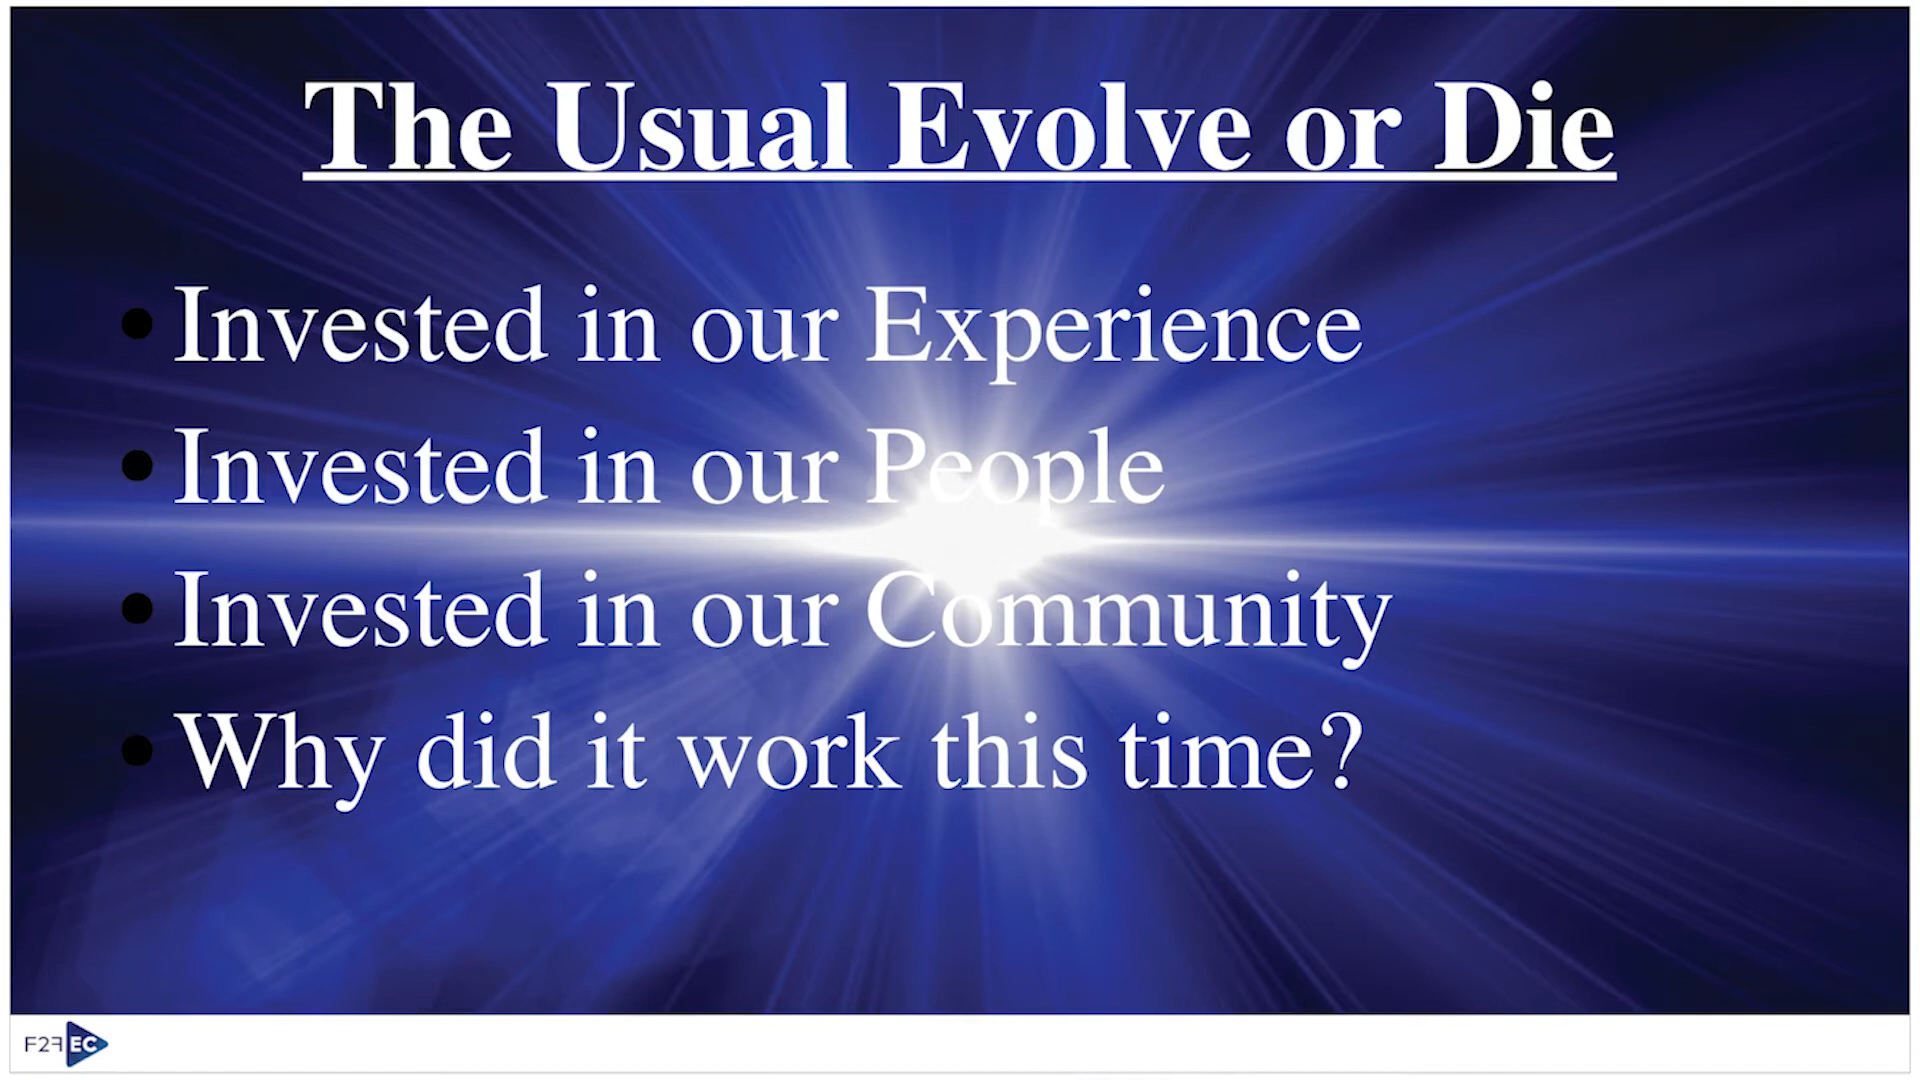 The Usual Evolve or Die
• Invested in our Experience
• Invested in our People
• Invested in our Community
• Why did it work this time?
F2F EC